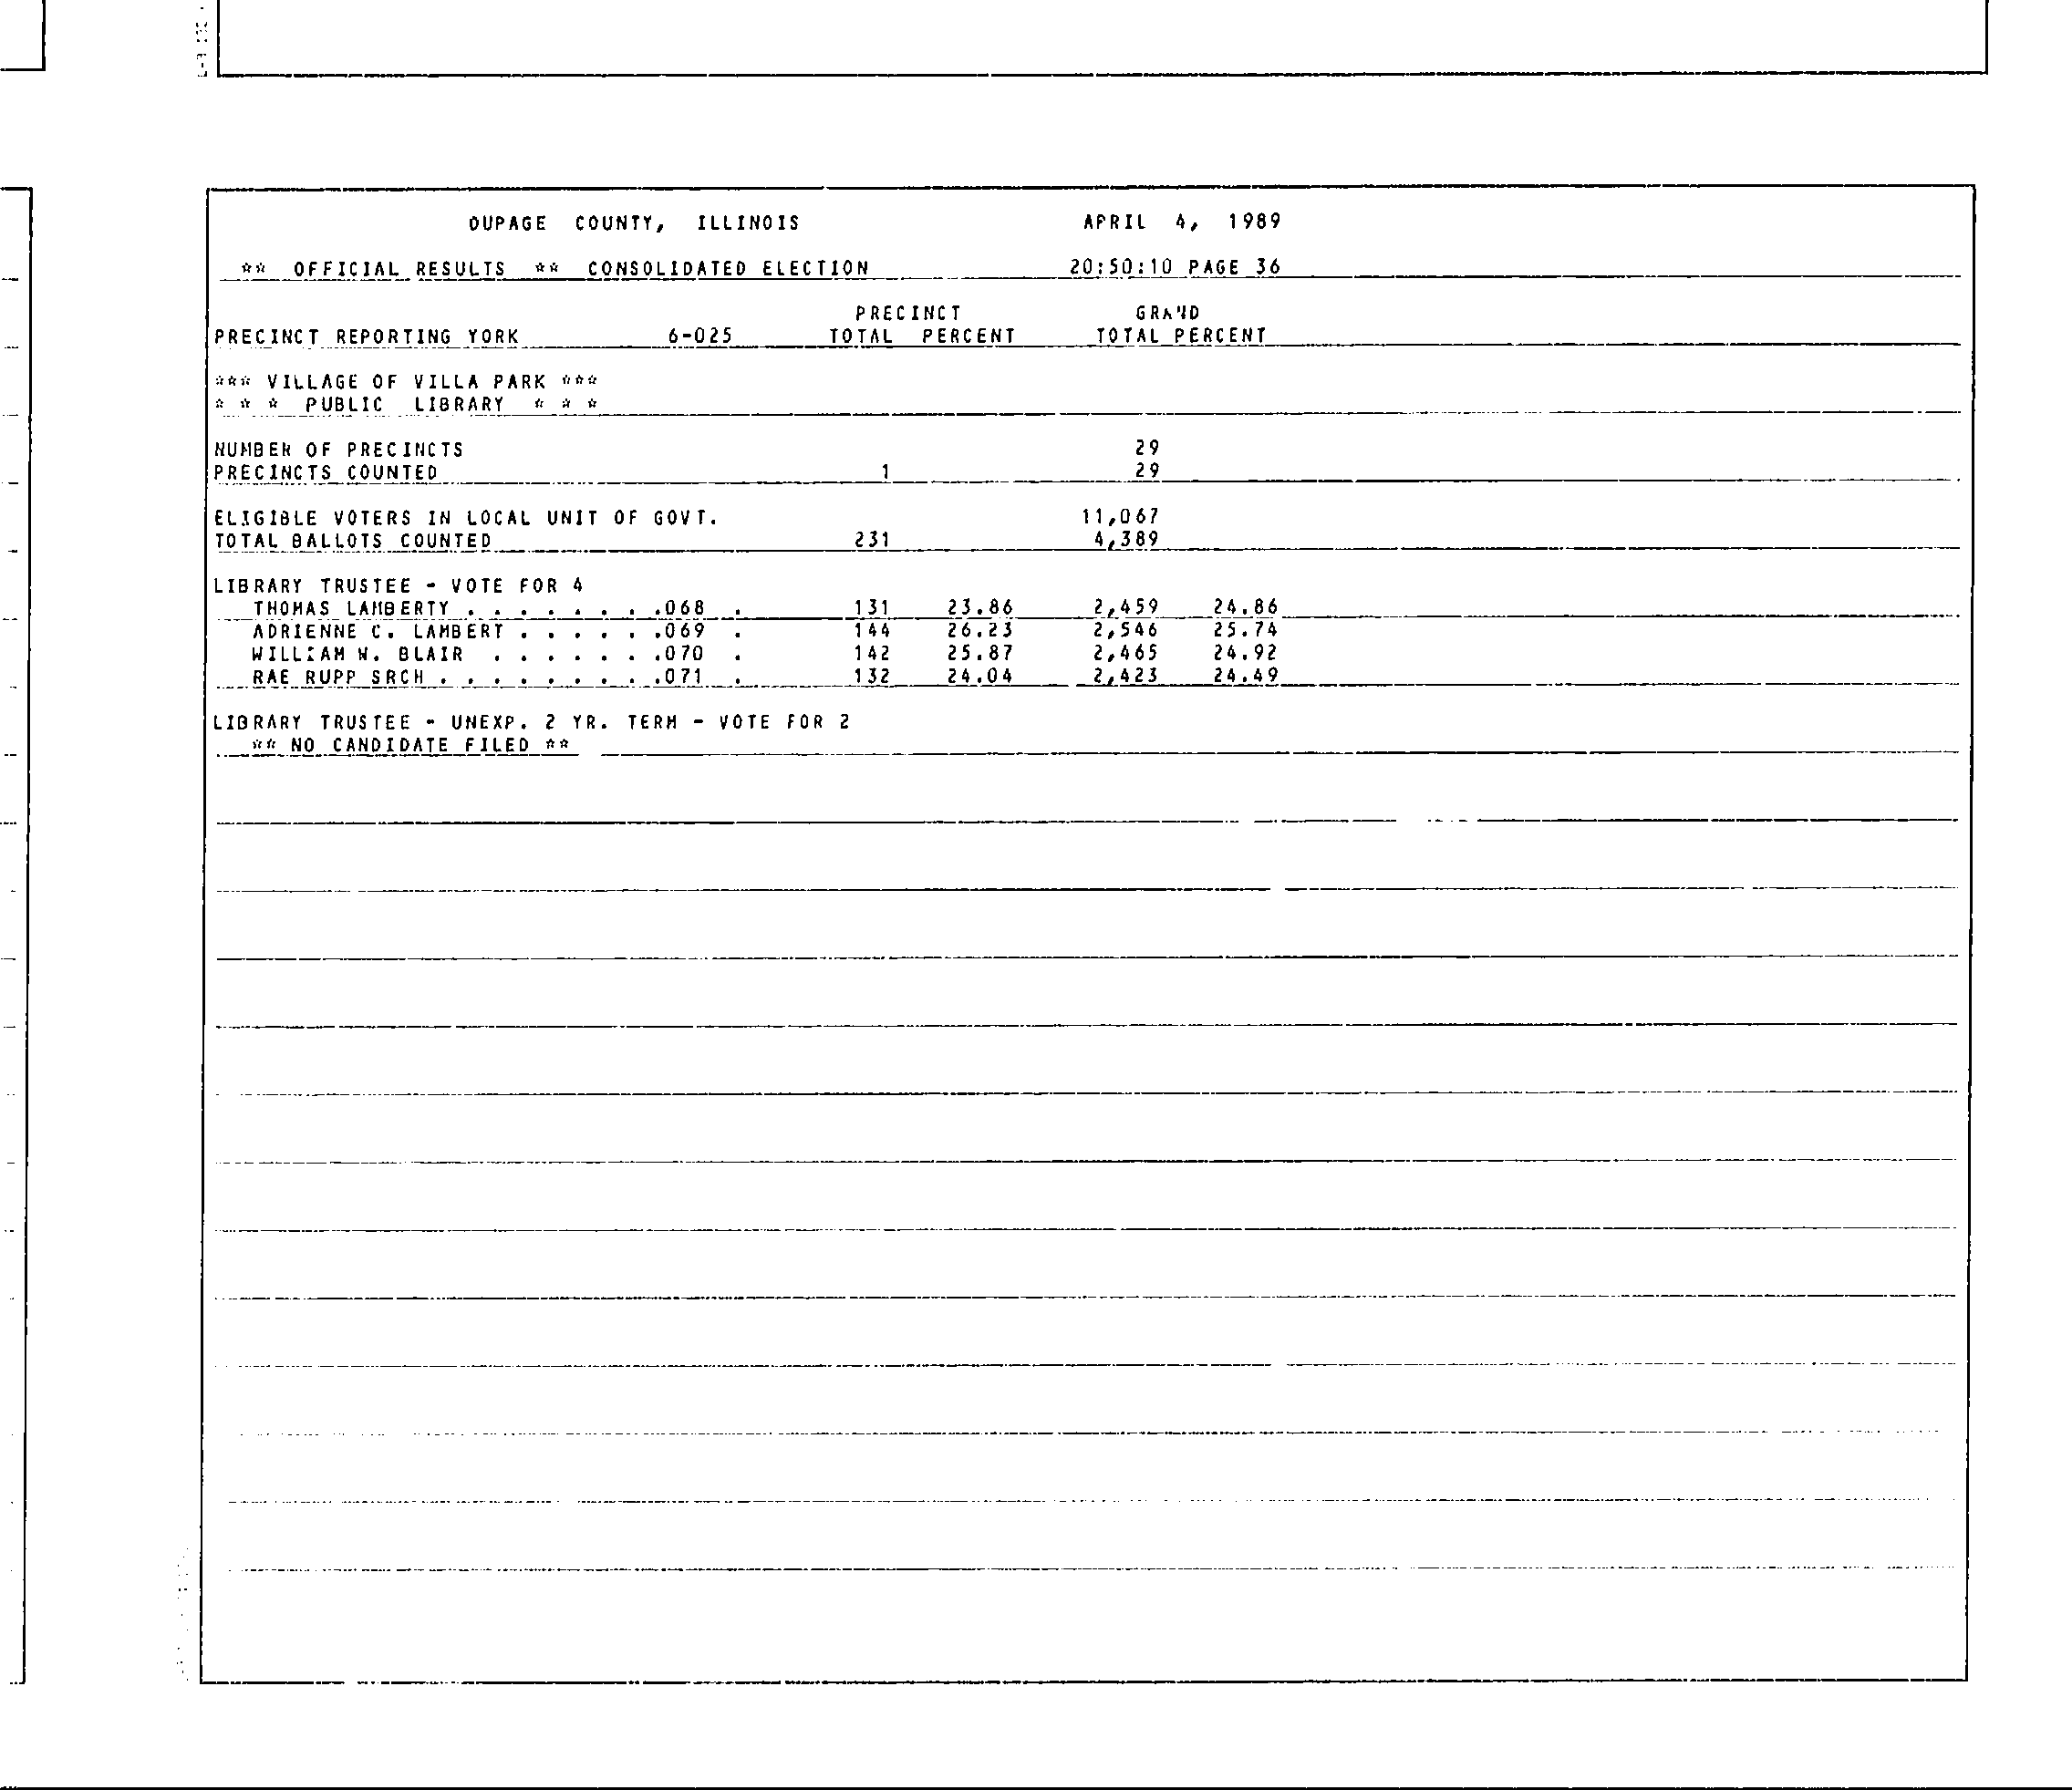 DUPAGE COUNTY, ILLINOIS APRIL 4, 1989
** OFFICIAL RESULTS ** CONSOLIDATED ELECTION 20:50:10 PAGE 36
PRECINCT GRAND
PRECINCT REPORTING YORK 6-025 TOTAL PERCENT TOTAL PERCENT
*** VILLAGE OF VILLA PARK ***
* * * PUBLIC LIBRARY * * *
NUMBER OF PRECINCTS 29
PRECINCTS COUNTED 1 29
ELIGIBLE VOTERS IN LOCAL UNIT OF GOVT. 11,067
TOTAL BALLOTS COUNTED 231 4,389
LIBRARY TRUSTEE - VOTE FOR 4
THOMAS LAMBERTY . . . . . . . .068 . 131 23.86 2,459 24.86
ADRIENNE C. LAMBERT . . . . . .069 . 144 26.23 2,546 25.74
WILLIAM W. BLAIR . . . . . . .070 . 142 25.87 2,465 24.92
RAE RUPP SRCH . . . . . . . . .071 . 132 24.04 2,423 24.49
LIBRARY TRUSTEE - UNEXP. 2 YR. TERM - VOTE FOR 2
** NO CANDIDATE FILED **